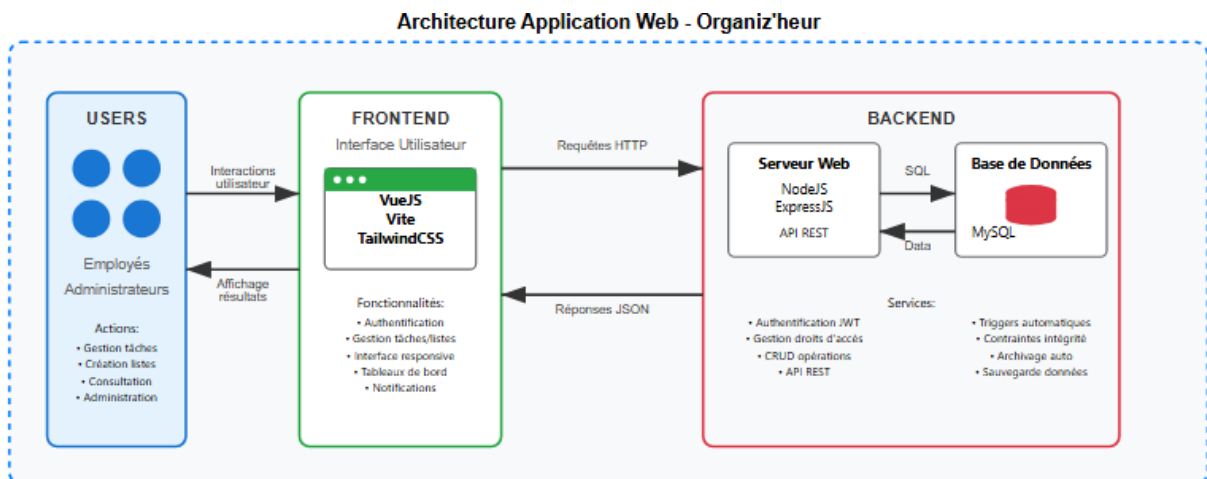 Architecture Application Web - Organiz'heur
USERS
Employés
Administrateurs
Actions:
• Gestion tâches
• Création listes
• Consultation
• Administration
Interactions
utilisateur
Affichage
résultats
FRONTEND
Interface Utilisateur
VueJS
Vite
TailwindCSS
Fonctionnalités:
• Authentification
• Gestion tâches/listes
• Interface responsive
• Tableaux de bord
• Notifications
Requêtes HTTP
Réponses JSON
BACKEND
Serveur Web
NodeJS
ExpressJS
API REST
SQL
Data
Base de Données
MySQL
Services:
• Authentification JWT
• Gestion droits d'accès
• CRUD opérations
• API REST
• Triggers automatiques
• Contraintes intégrité
• Archivage auto
• Sauvegarde données